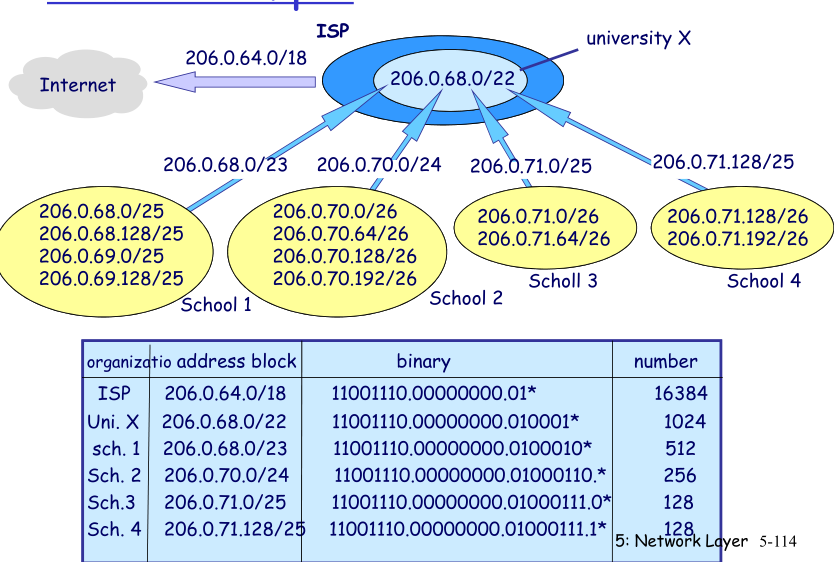 ISP
university X
206.0.64.0/18
Internet
206.0.68.0/22
206.0.68.0/23
206.0.70.0/24
206.0.71.0/25
206.0.71.128/25
206.0.68.0/25
206.0.68.128/25
206.0.69.0/25
206.0.69.128/25
School 1
206.0.70.0/26
206.0.70.64/26
206.0.70.128/26
206.0.70.192/26
School 2
206.0.71.0/26
206.0.71.64/26
Scholl 3
206.0.71.128/26
206.0.71.192/26
School 4
organizatio address block binary number
ISP 206.0.64.0/18 11001110.00000000.01* 16384
Uni. X 206.0.68.0/22 11001110.00000000.010001* 1024
sch. 1 206.0.68.0/23 11001110.00000000.0100010* 512
Sch. 2 206.0.70.0/24 11001110.00000000.01000110.* 256
Sch.3 206.0.71.0/25 11001110.00000000.01000111.0* 128
Sch. 4 206.0.71.128/25 11001110.00000000.01000111.1* 128
5: Network Layer 5-114